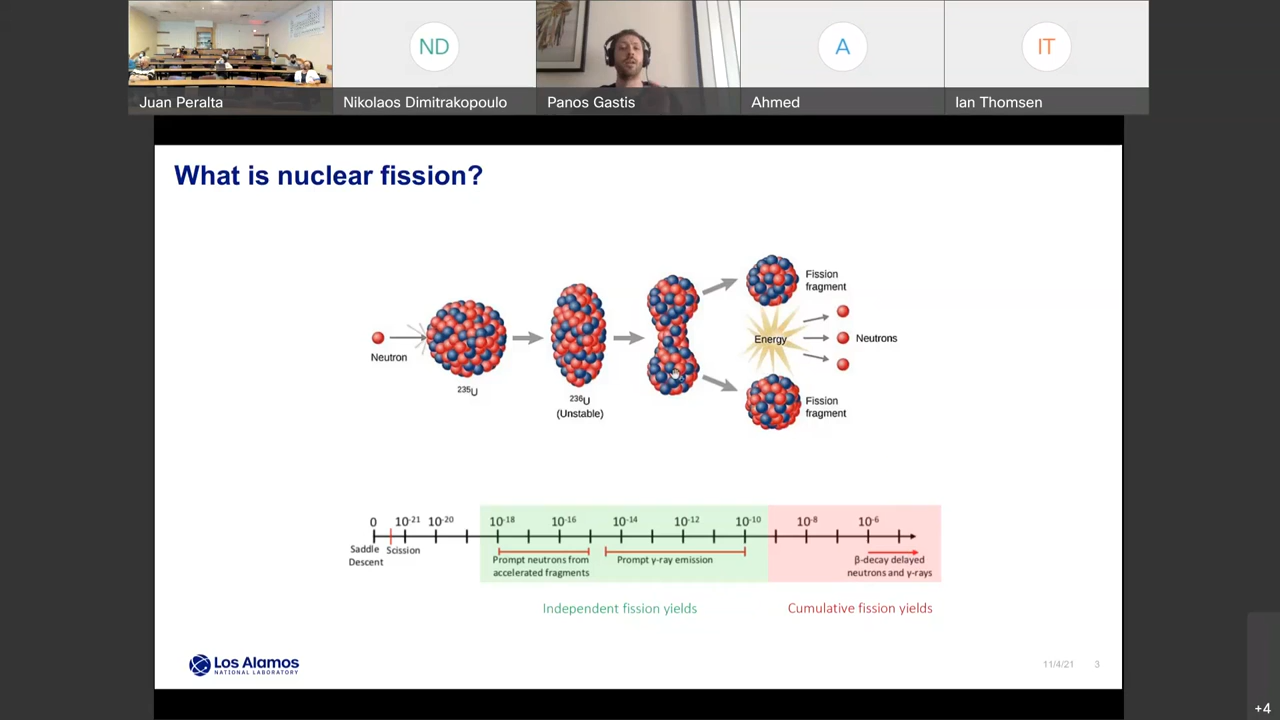 ND
A
IT
Juan Peralta
Nikolaos Dimitrakopoulo
Panos Gastis
Ahmed
Ian Thomsen
What is nuclear fission?
Neutron
235U
236U
(Unstable)
Fission
fragment
Energy
Neutrons
Fission
fragment
0 10-21 10-20 10-18 10-16 10-14 10-12 10-10 10-8 10-6
Saddle
Descent
Scission
Prompt neutrons from
accelerated fragments
Prompt γ-ray emission
β-decay delayed
neutrons and γ-rays
Independent fission yields
Cumulative fission yields
Los Alamos
NATIONAL LABORATORY
11/4/21 3
+4